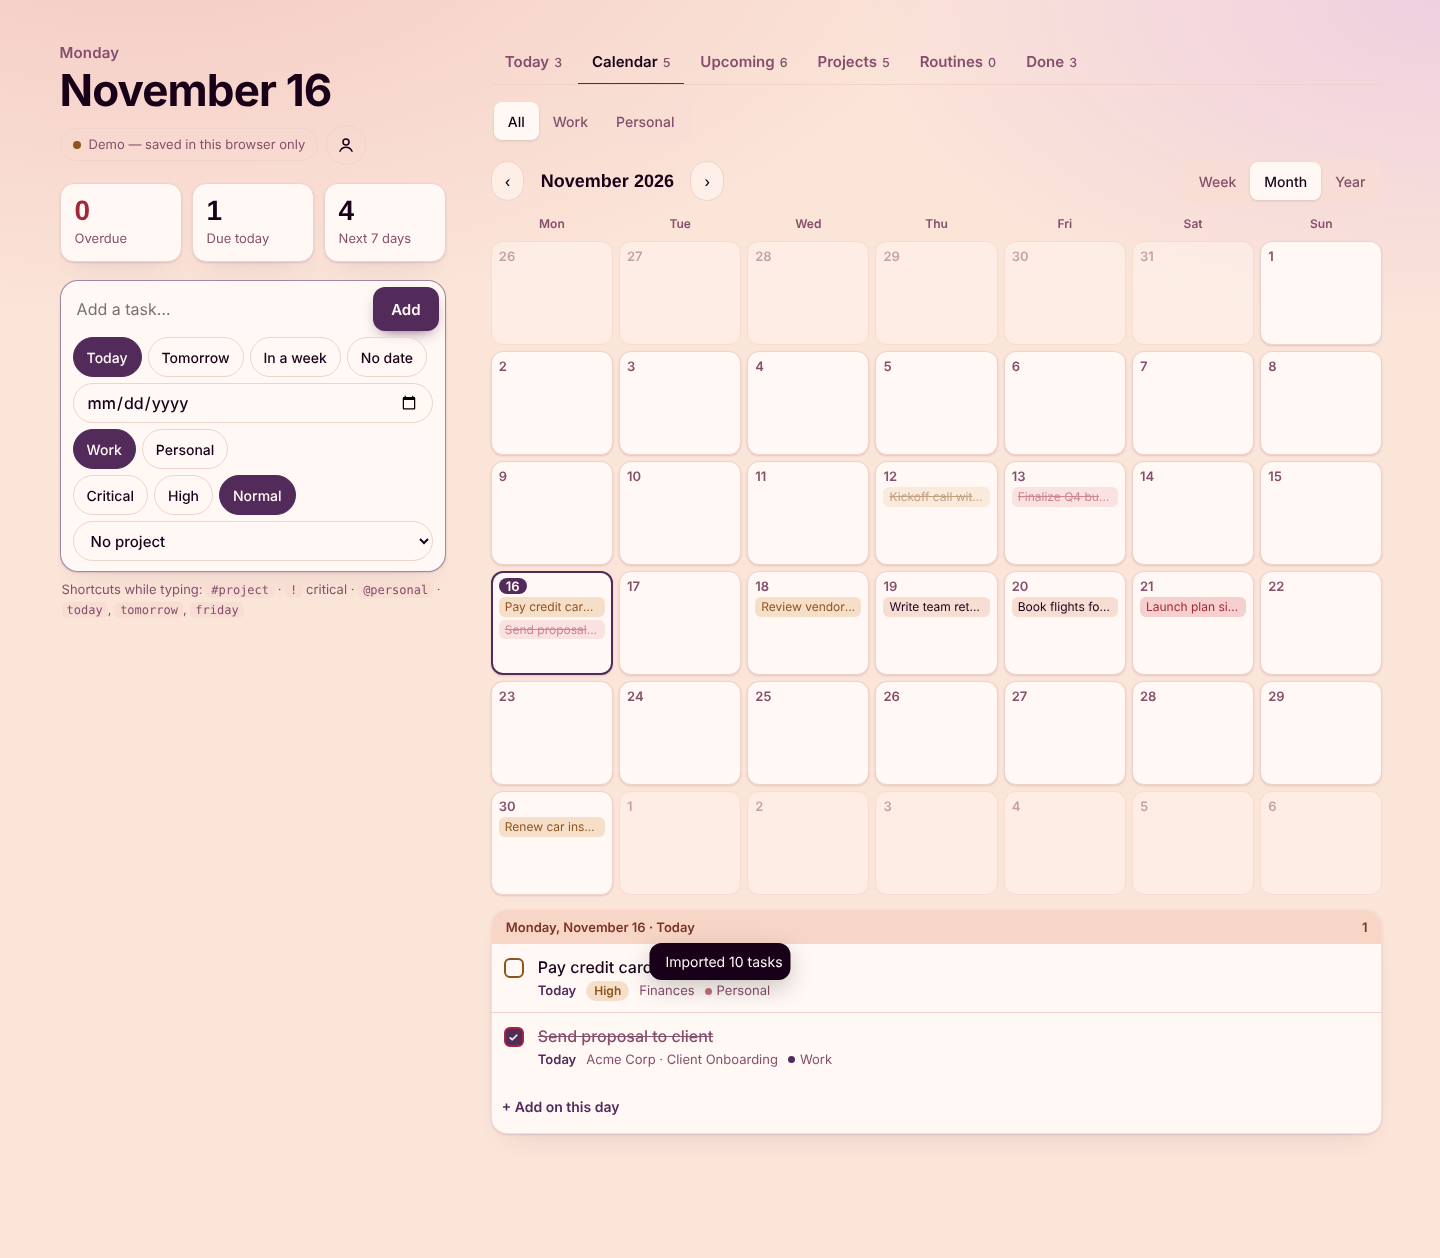 Monday
November 16
Demo — saved in this browser only
0
Overdue
1
Due today
4
Next 7 days
Add a task...
Add
Today
Tomorrow
In a week
No date
mm/dd/yyyy
Work
Personal
Critical
High
Normal
No project
Shortcuts while typing: #project · ! critical · @personal ·
today, tomorrow, friday
Today 3
Calendar 5
Upcoming 6
Projects 5
Routines 0
Done 3
All
Work
Personal
‹
November 2026
›
Week
Month
Year
Mon
Tue
Wed
Thu
Fri
Sat
Sun
26
27
28
29
30
31
1
2
3
4
5
6
7
8
9
10
11
12
Kickoff call wit...
13
Finalize Q4 bu...
14
15
16
Pay credit car...
Send proposal...
17
18
Review vendor...
19
Write team ret...
20
Book flights fo...
21
Launch plan si...
22
23
24
25
26
27
28
29
30
Renew car ins...
1
2
3
4
5
6
Monday, November 16 · Today
1
Pay credit card
Imported 10 tasks
Today High Finances Personal
Send proposal to client
Today Acme Corp · Client Onboarding Work
+ Add on this day